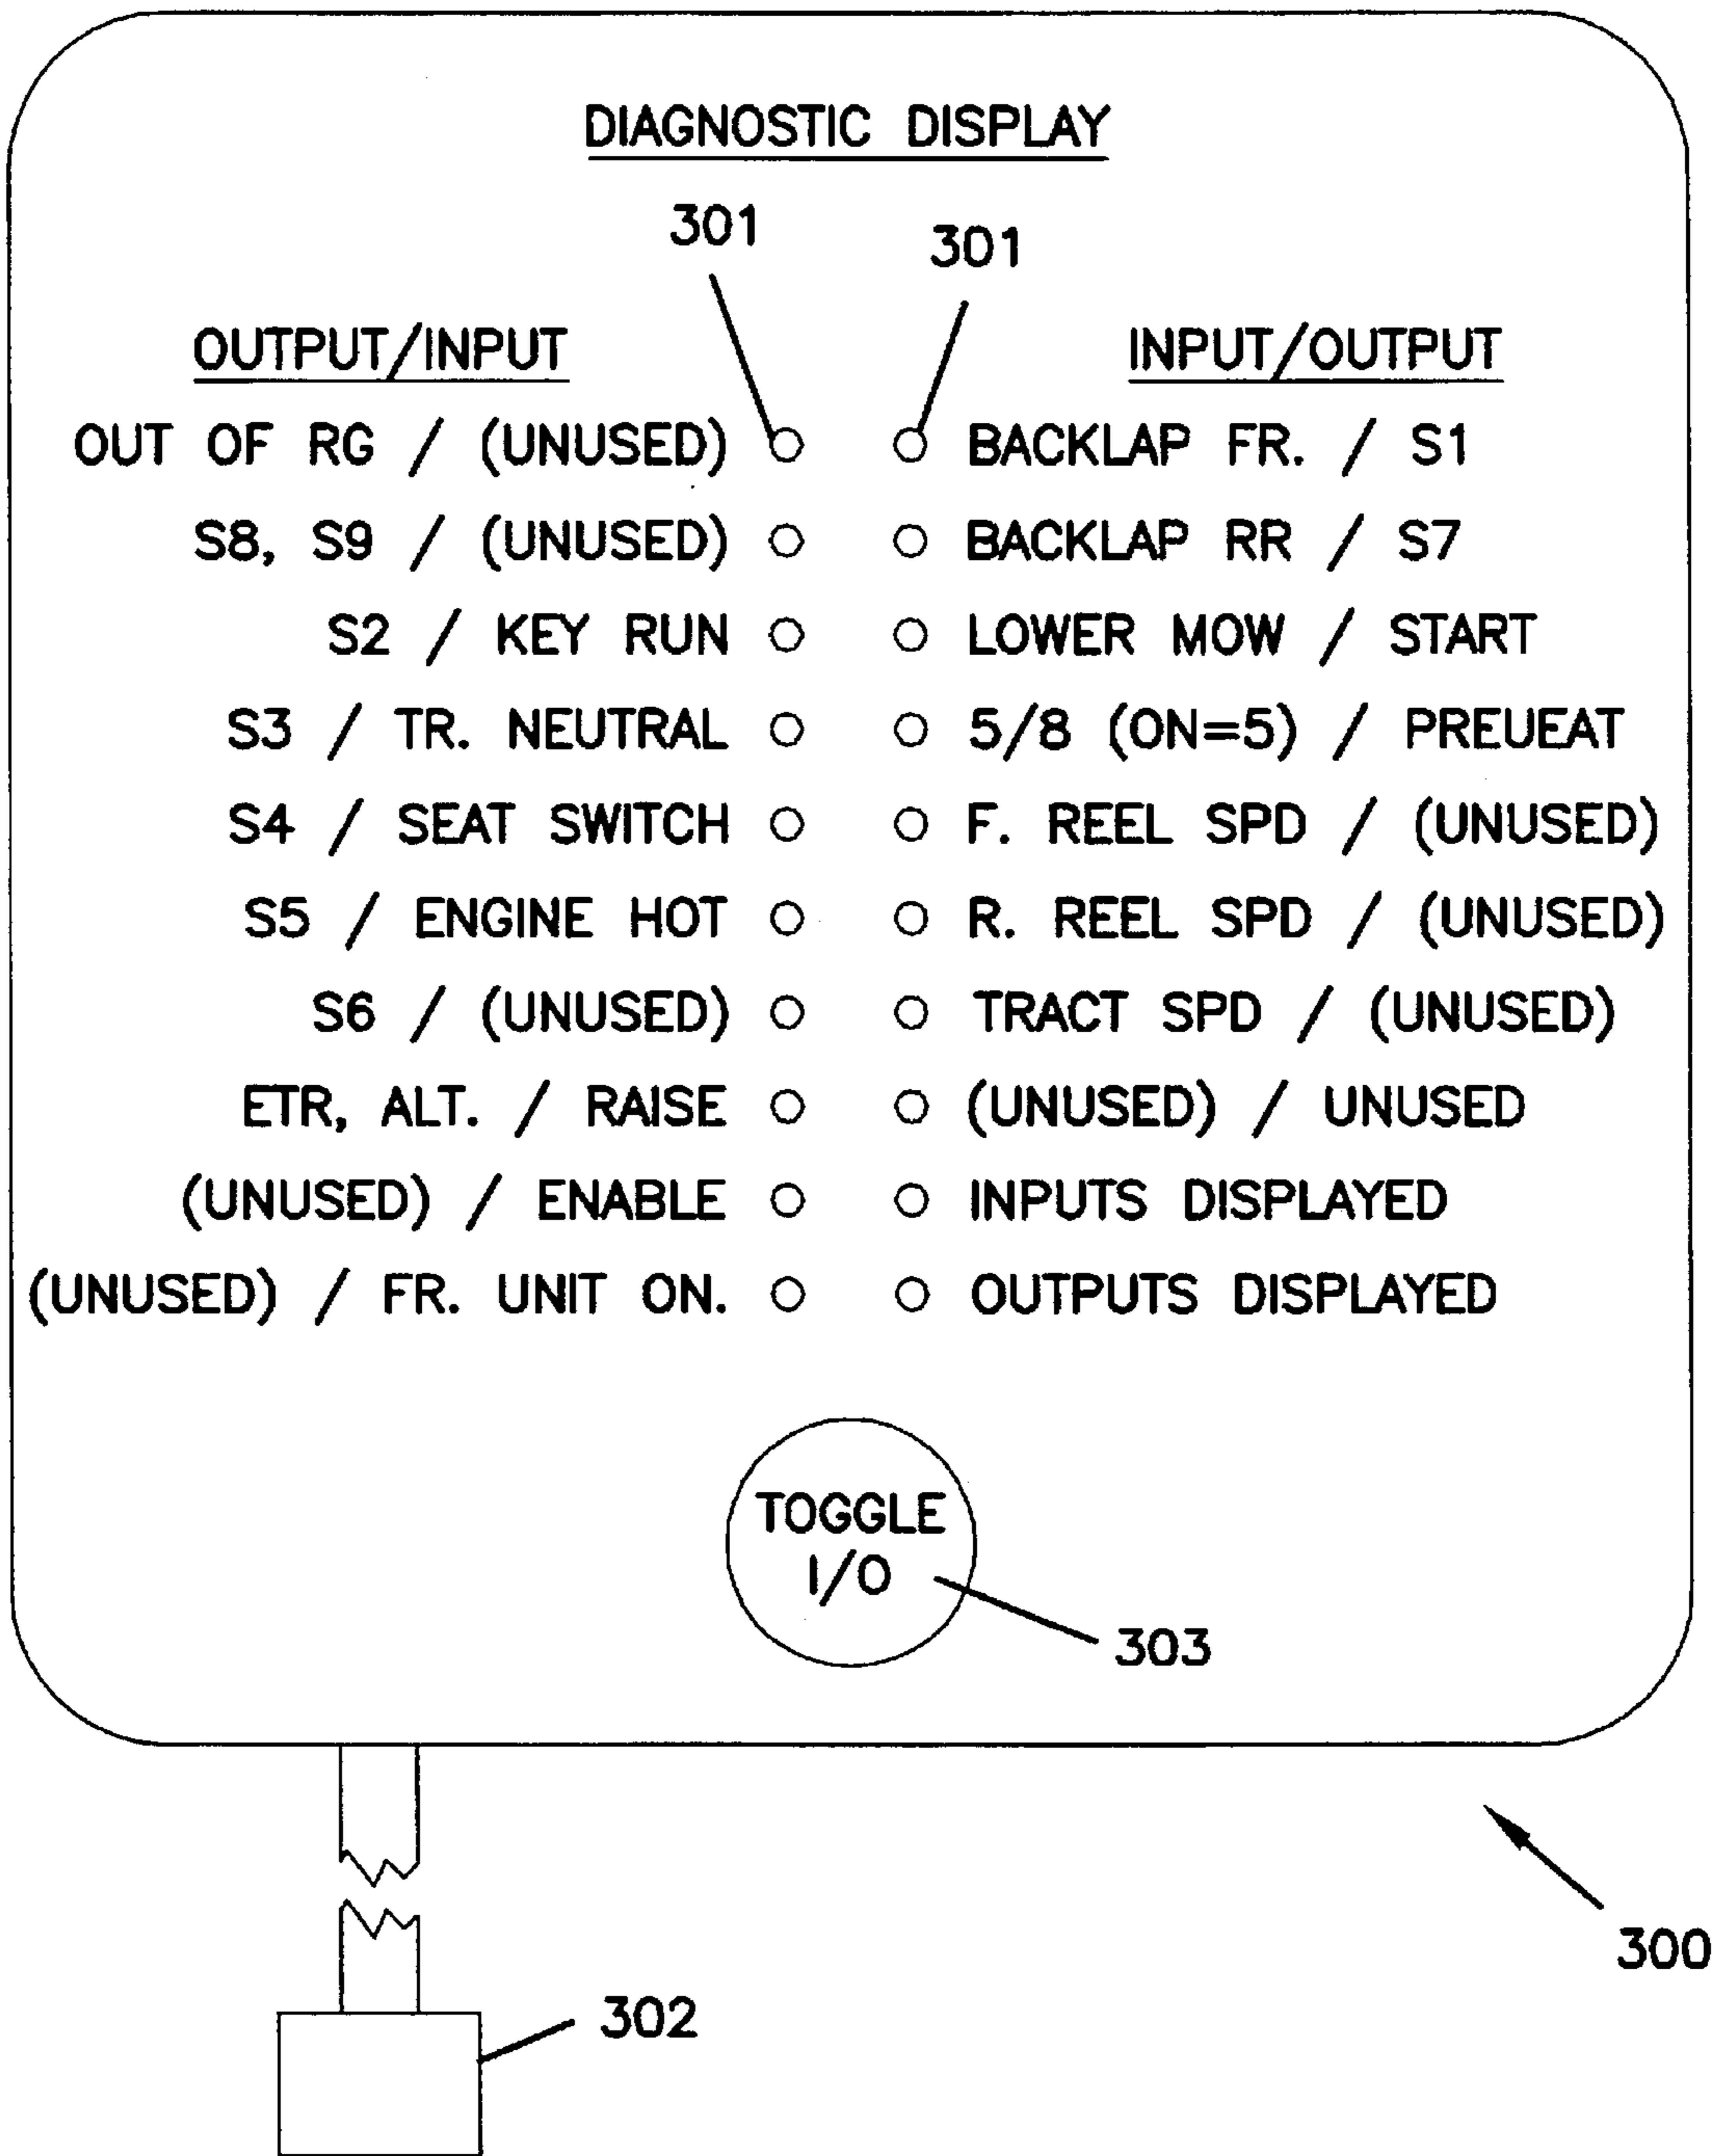 DIAGNOSTIC DISPLAY
301
301
OUTPUT/INPUT
INPUT/OUTPUT
OUT OF RG / (UNUSED)
BACKLAP FR. / S1
S8, S9 / (UNUSED)
BACKLAP RR / S7
S2 / KEY RUN
LOWER MOW / START
S3 / TR. NEUTRAL
5/8 (ON=5) / PREUEAT
S4 / SEAT SWITCH
F. REEL SPD / (UNUSED)
S5 / ENGINE HOT
R. REEL SPD / (UNUSED)
S6 / (UNUSED)
TRACT SPD / (UNUSED)
ETR, ALT. / RAISE
(UNUSED) / UNUSED
(UNUSED) / ENABLE
INPUTS DISPLAYED
(UNUSED) / FR. UNIT ON.
OUTPUTS DISPLAYED
TOGGLE
I/O
303
300
302